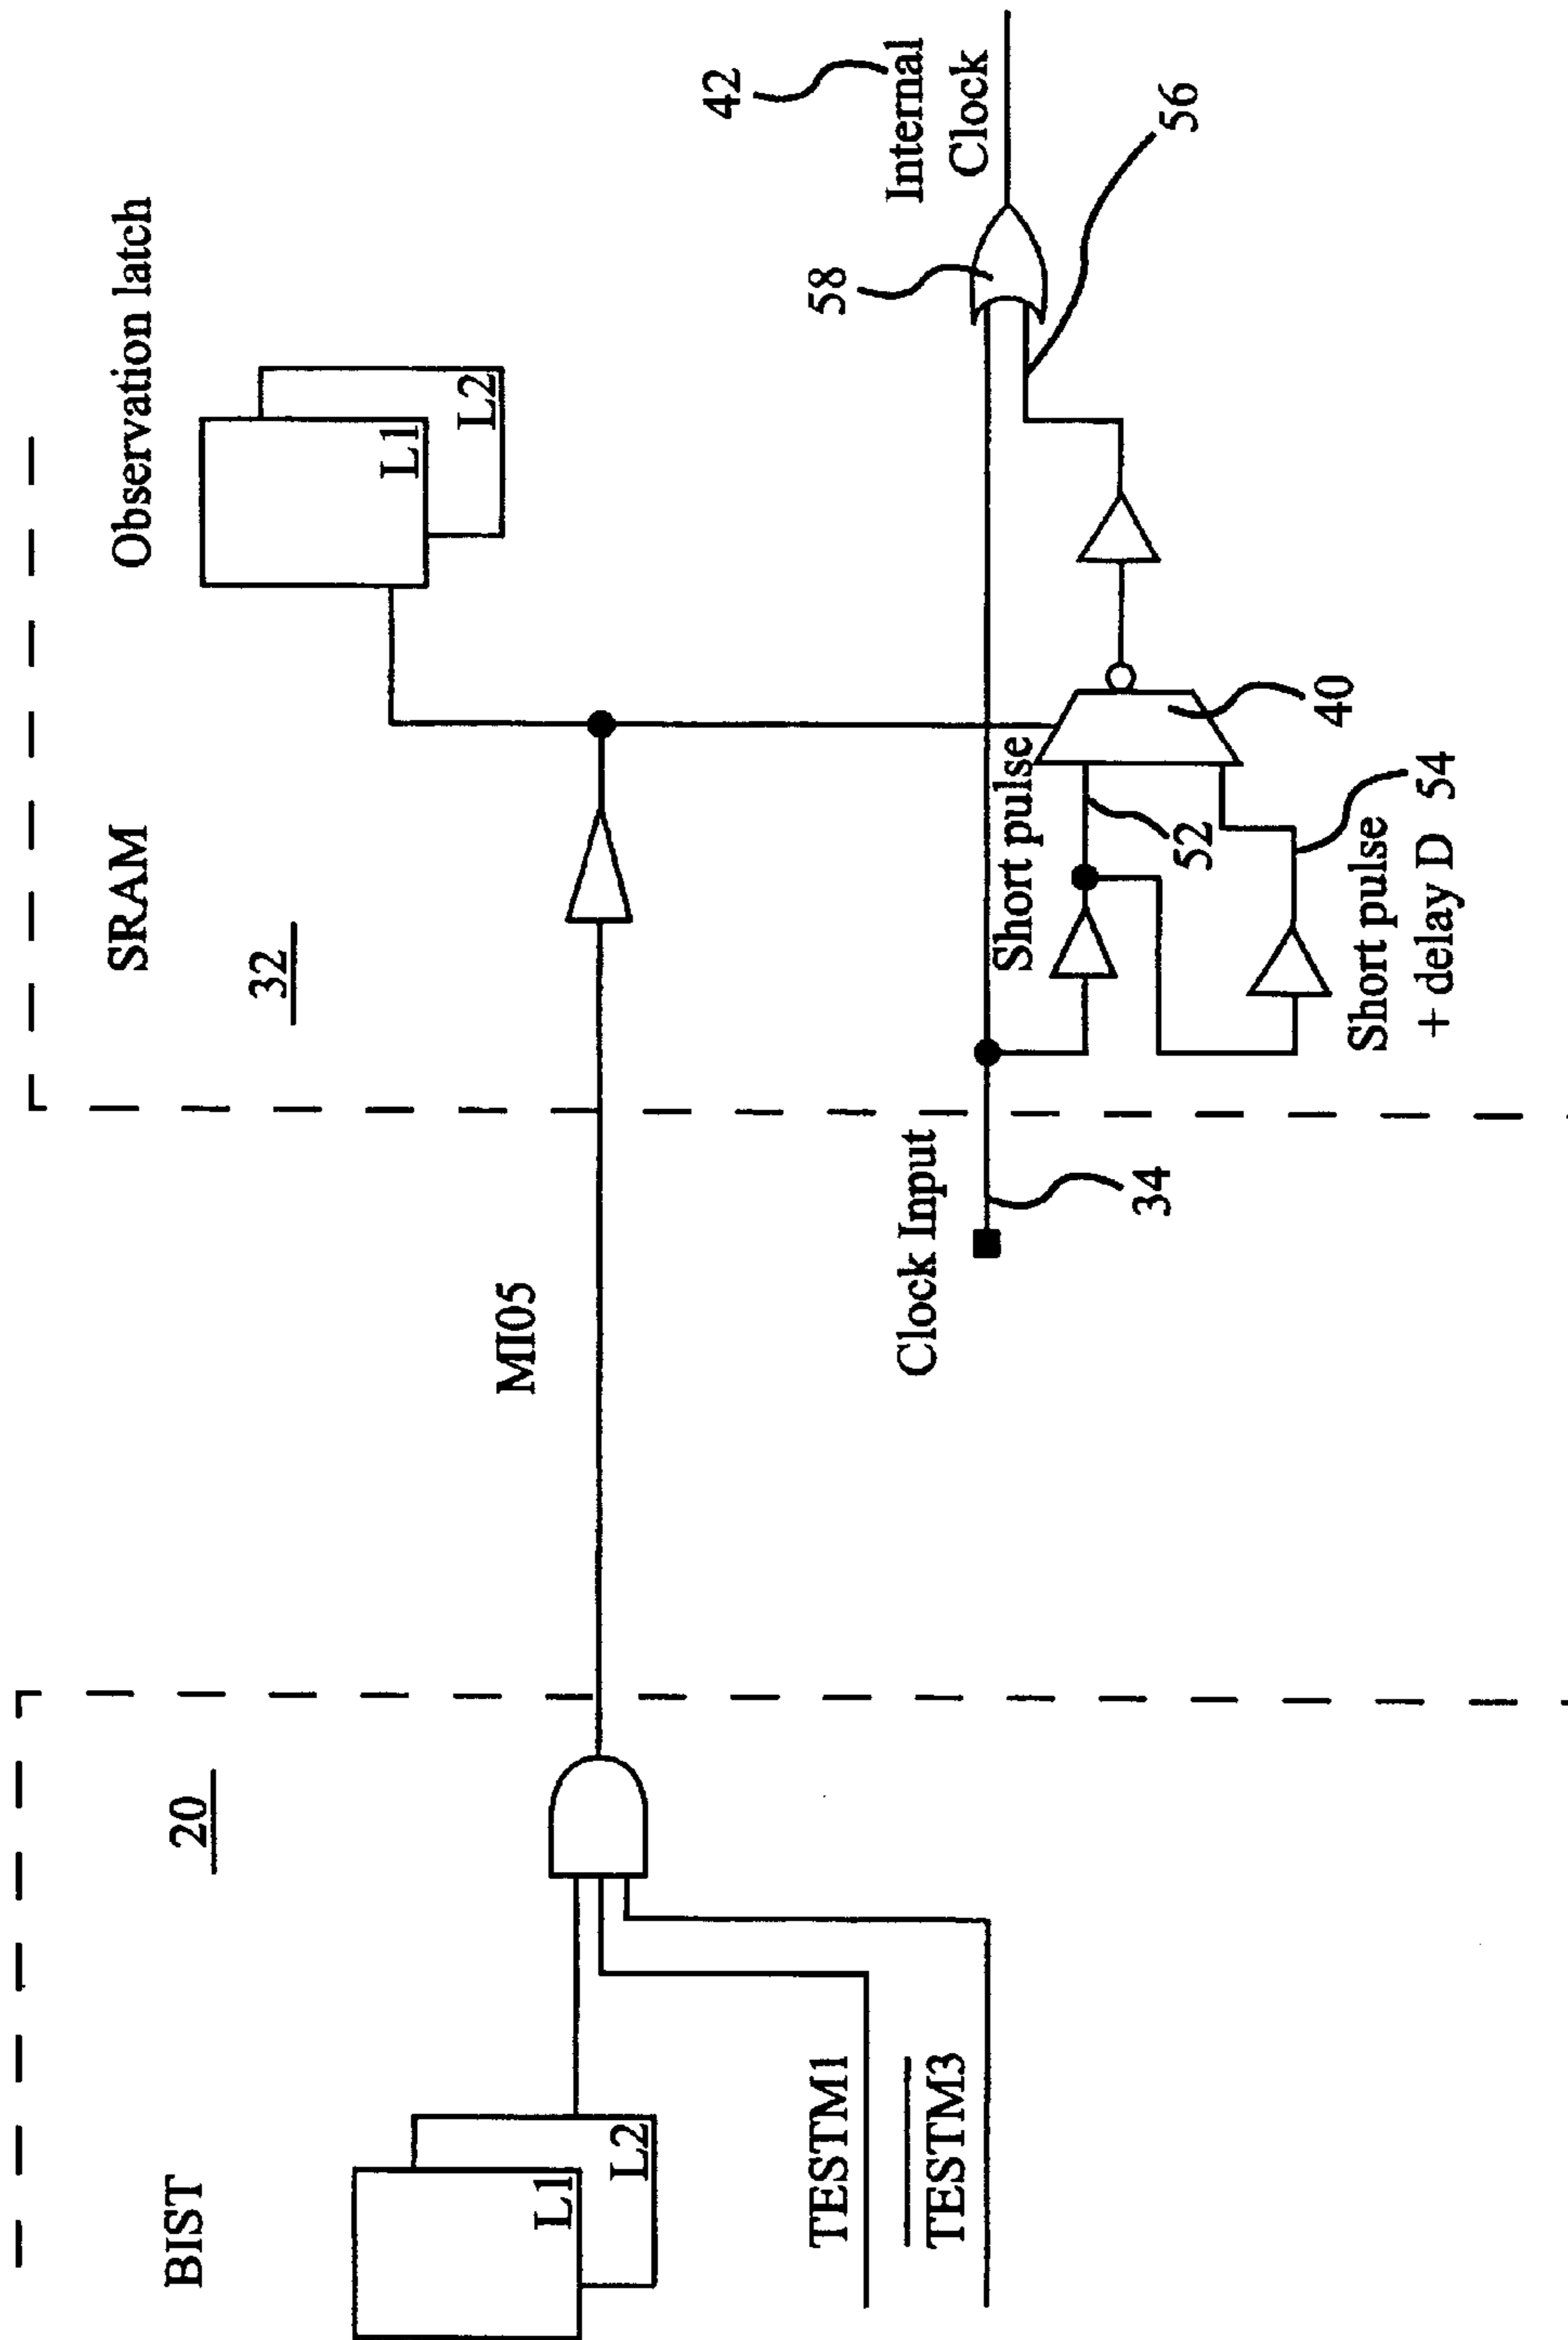 BIST
20
L1
L2
TESTM1
TESTM3
MI05
SRAM
32
Observation latch
L1
L2
Clock Input
34
Short pulse
52
Short pulse
+ delay D 54
40
58
56
42
Internal
Clock